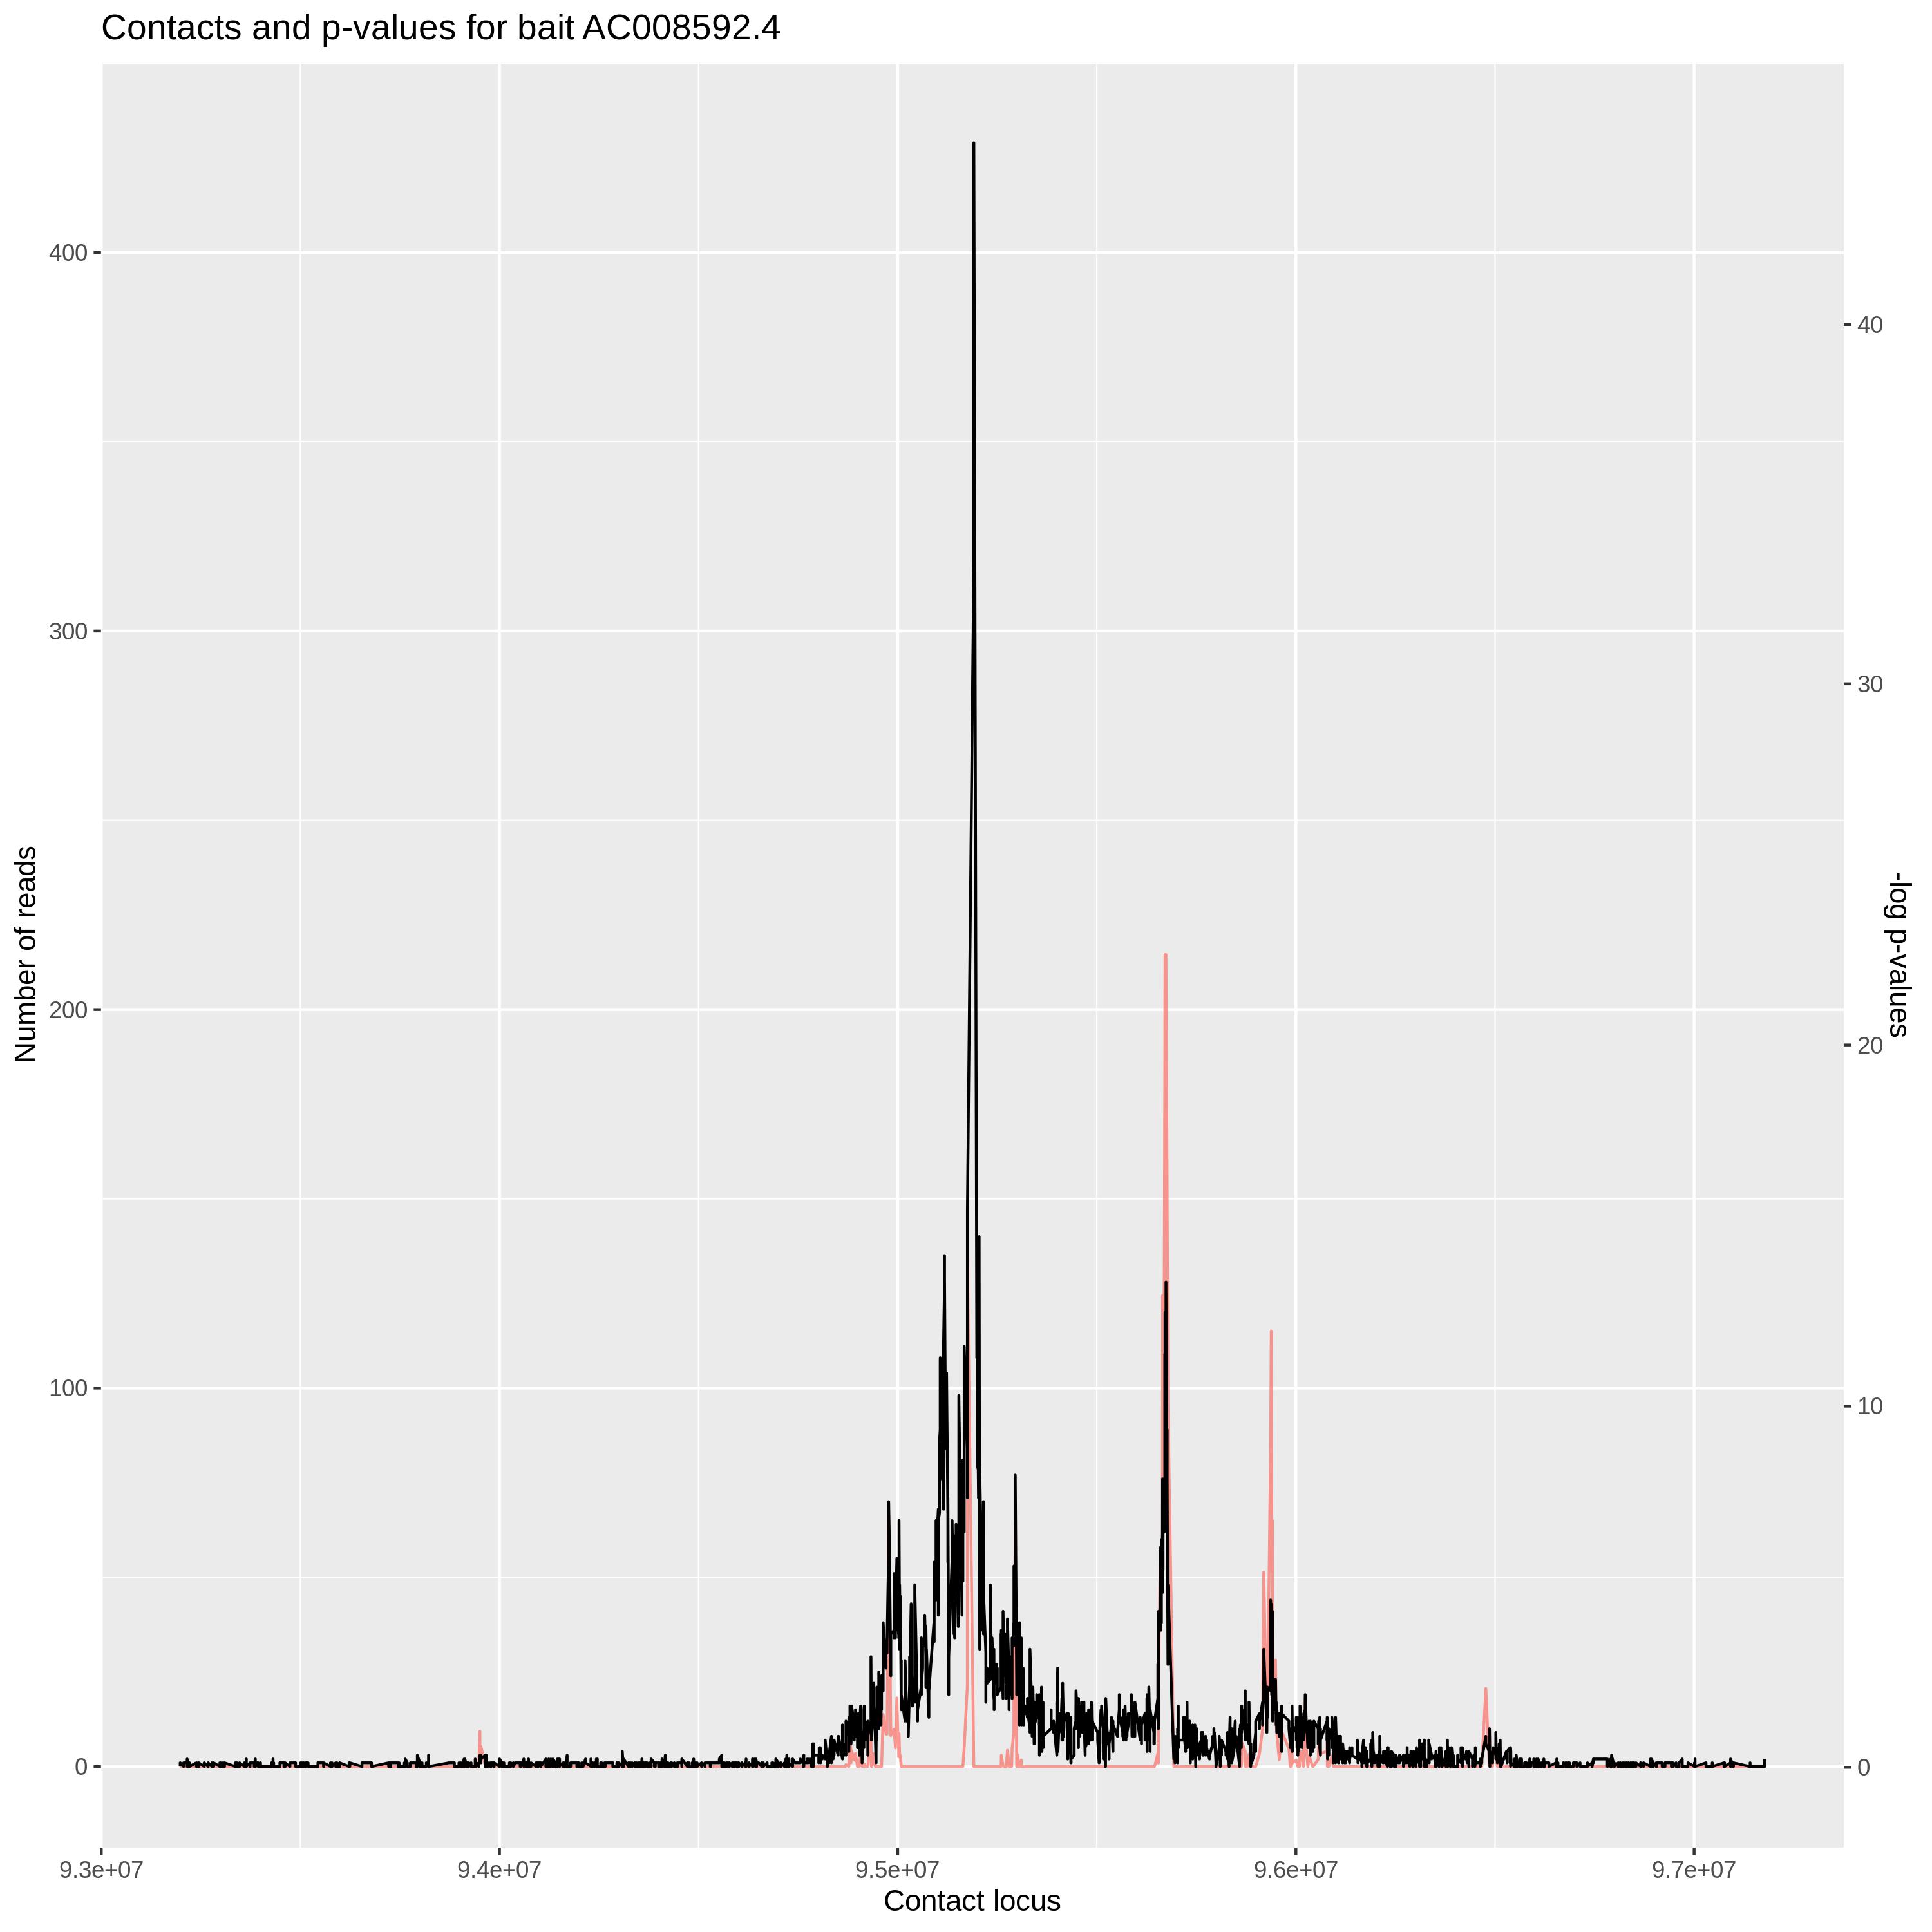 Contacts and p-values for bait AC008592.4
400
300
200
100
0
Number of reads
40
30
20
10
0
-log p-values
9.3e+07
9.4e+07
9.5e+07
9.6e+07
9.7e+07
Contact locus